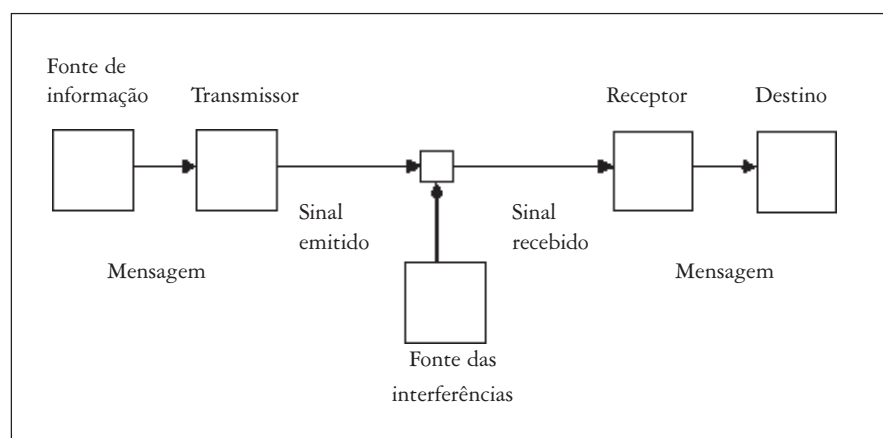 Fonte de
informação
Transmissor
Receptor
Destino
Sinal
emitido
Sinal
recebido
Mensagem
Mensagem
Fonte das
interferências